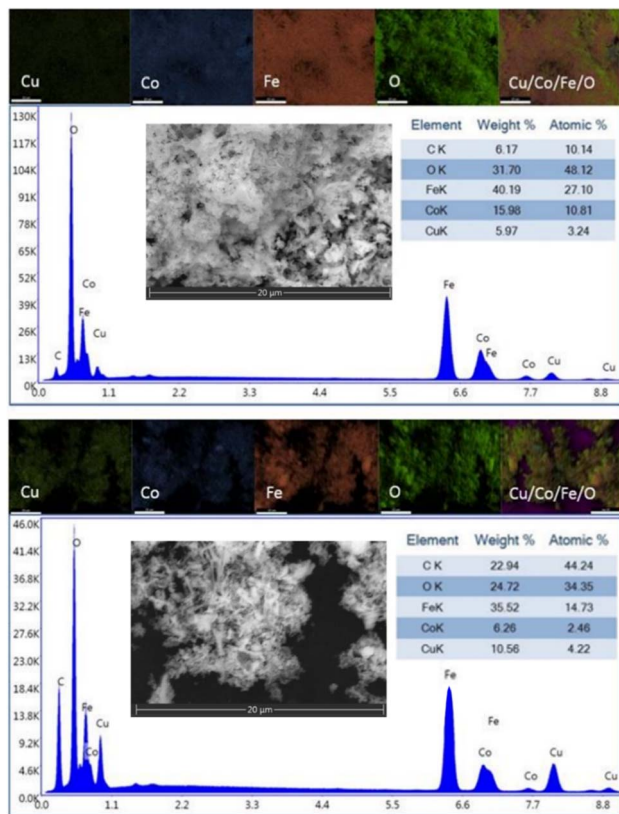 Cu Co Fe O Cu/Co/Fe/O
130K
117K
104K
91K
78K
65K
52K
39K
26K
13K
0K
O
Co
Fe
Cu
C
Fe
Co
Fe
Co
Cu
Cu
20 µm
Element Weight % Atomic %
C K 6.17 10.14
O K 31.70 48.12
FeK 40.19 27.10
CoK 15.98 10.81
CuK 5.97 3.24
0.0 1.1 2.2 3.3 4.4 5.5 6.6 7.7 8.8
Cu Co Fe O Cu/Co/Fe/O
46.0K
41.4K
36.8K
32.2K
27.6K
23.0K
18.4K
13.8K
9.2K
4.6K
0.0K
O
C
Fe
Co
Cu
Fe
Fe
Co
Co
Cu
Cu
20 µm
Element Weight % Atomic %
C K 22.94 44.24
O K 24.72 34.35
FeK 35.52 14.73
CoK 6.26 2.46
CuK 10.56 4.22
0.0 1.1 2.2 3.3 4.4 5.5 6.6 7.7 8.8